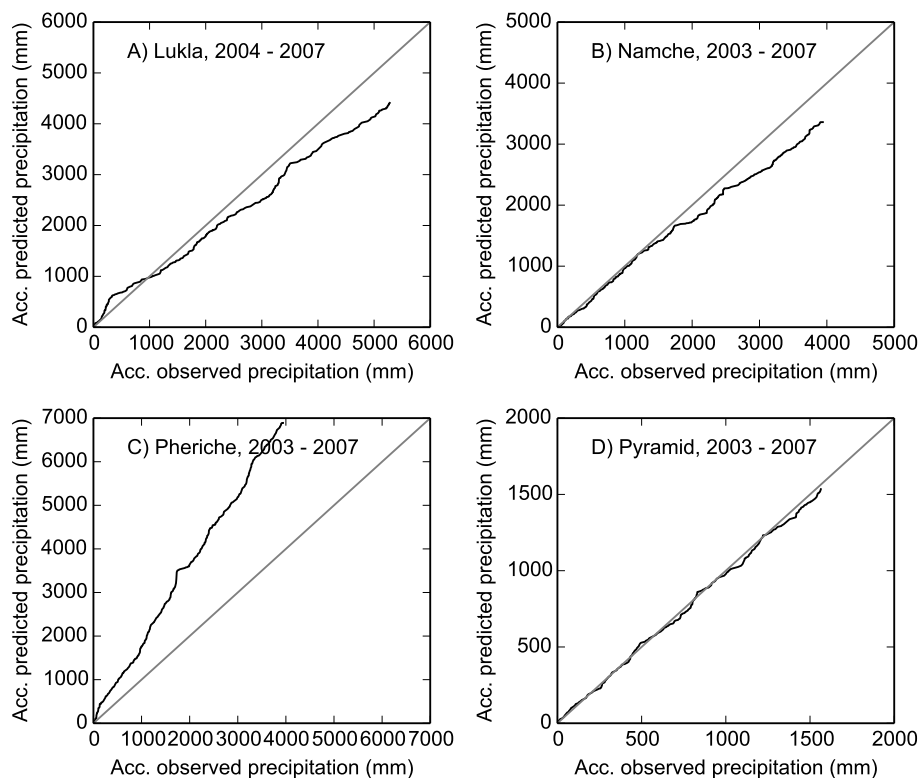 A) Lukla, 2004 - 2007
Acc. predicted precipitation (mm)
6000
5000
4000
3000
2000
1000
0
0 1000 2000 3000 4000 5000 6000
Acc. observed precipitation (mm)
B) Namche, 2003 - 2007
Acc. predicted precipitation (mm)
5000
4000
3000
2000
1000
0
0 1000 2000 3000 4000 5000
Acc. observed precipitation (mm)
C) Pheriche, 2003 - 2007
Acc. predicted precipitation (mm)
7000
6000
5000
4000
3000
2000
1000
0
0 1000 2000 3000 4000 5000 6000 7000
Acc. observed precipitation (mm)
D) Pyramid, 2003 - 2007
Acc. predicted precipitation (mm)
2000
1500
1000
500
0
0 500 1000 1500 2000
Acc. observed precipitation (mm)